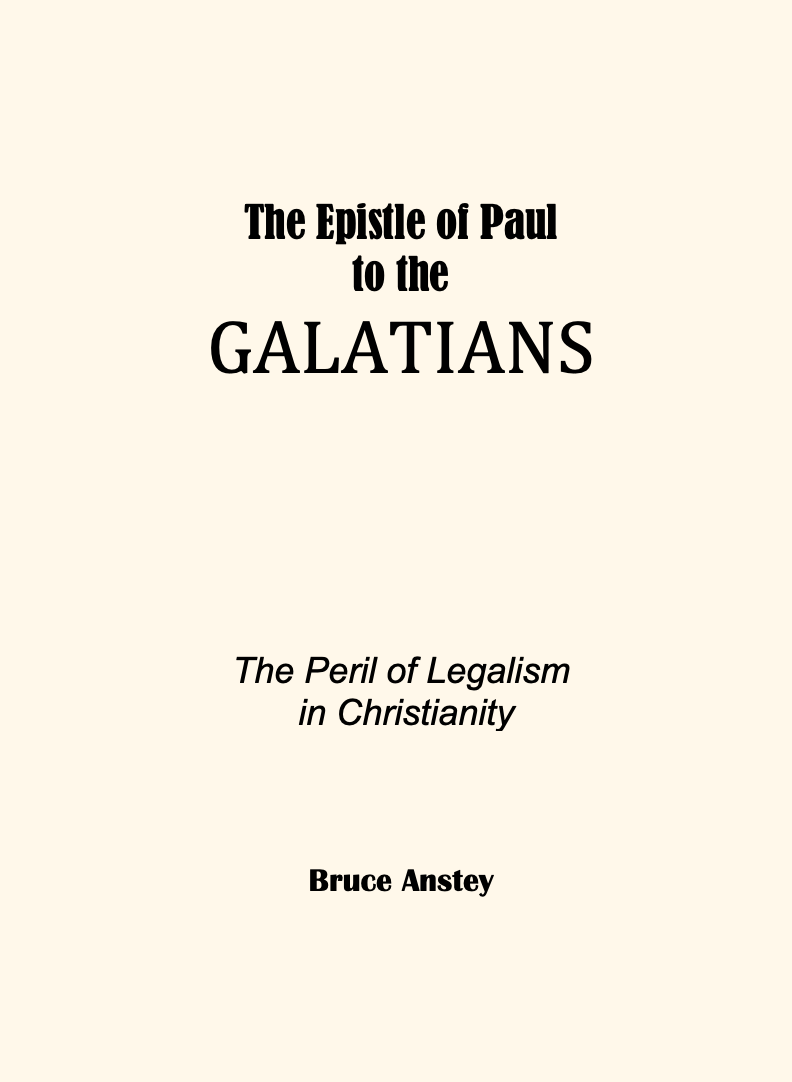 The Epistle of Paul
to the
GALATIANS
The Peril of Legalism
in Christianity
Bruce Anstey